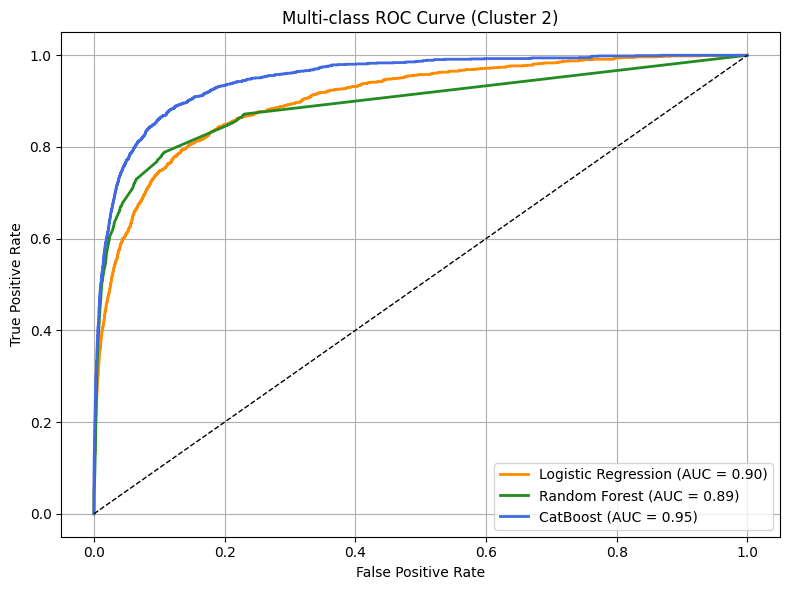 Multi-class ROC Curve (Cluster 2)
True Positive Rate
1.0
0.8
0.6
0.4
0.2
0.0
0.0 0.2 0.4 0.6 0.8 1.0
False Positive Rate
Logistic Regression (AUC = 0.90)
Random Forest (AUC = 0.89)
CatBoost (AUC = 0.95)